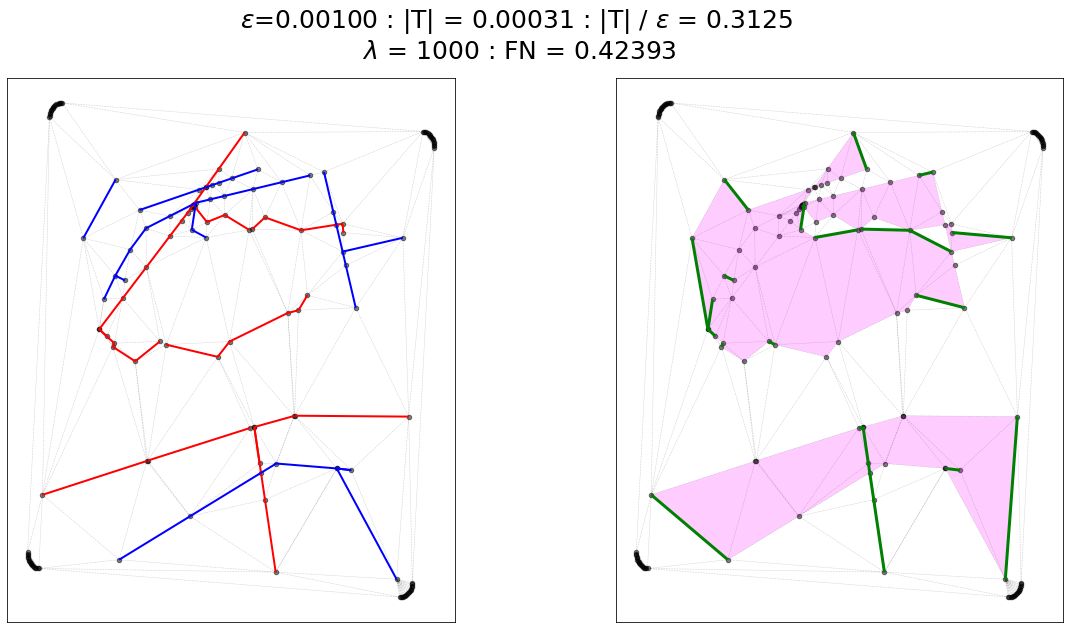 ε=0.00100 : |T| = 0.00031 : |T| / ε = 0.3125
λ = 1000 : FN = 0.42393